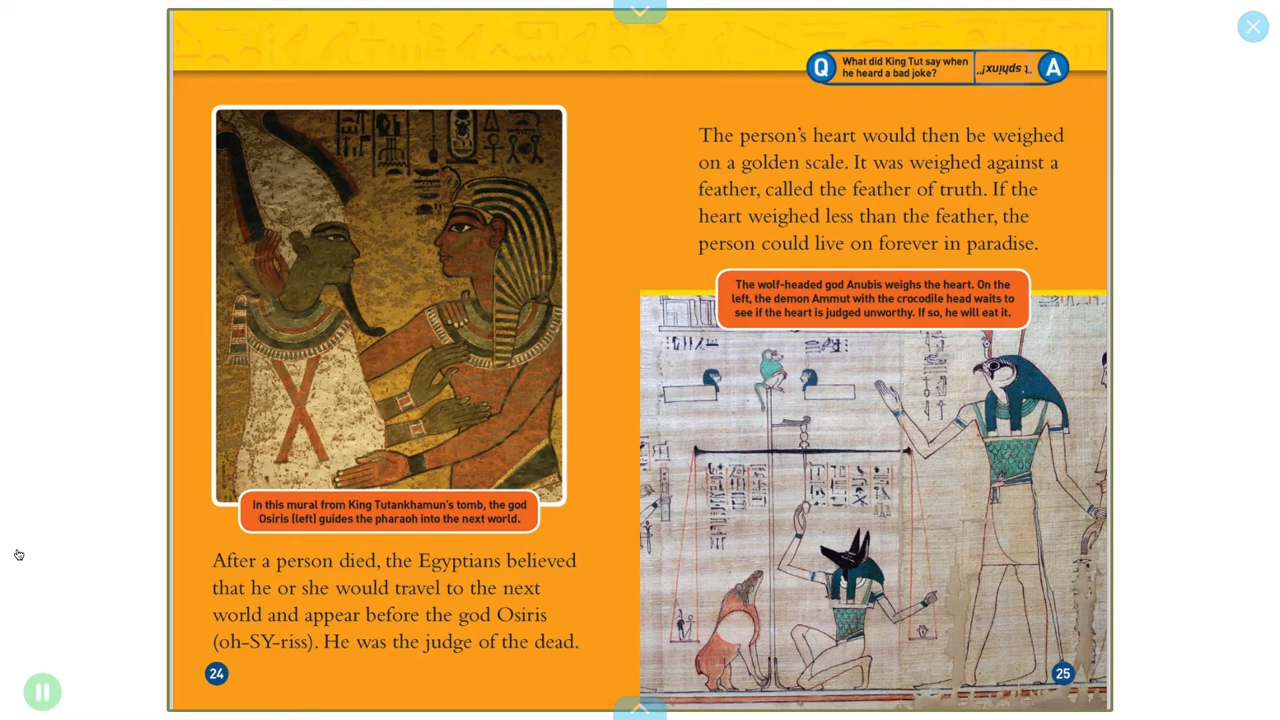 In this mural from King Tutankhamun's tomb, the god
Osiris (left) guides the pharaoh into the next world.
After a person died, the Egyptians believed
that he or she would travel to the next
world and appear before the god Osiris
(oh-SY-riss). He was the judge of the dead.
24
Q
What did King Tut say when
he heard a bad joke?
"It sphinx!"
A
The person's heart would then be weighed
on a golden scale. It was weighed against a
feather, called the feather of truth. If the
heart weighed less than the feather, the
person could live on forever in paradise.
The wolf-headed god Anubis weighs the heart. On the
left, the demon Ammut with the crocodile head waits to
see if the heart is judged unworthy. If so, he will eat it.
25